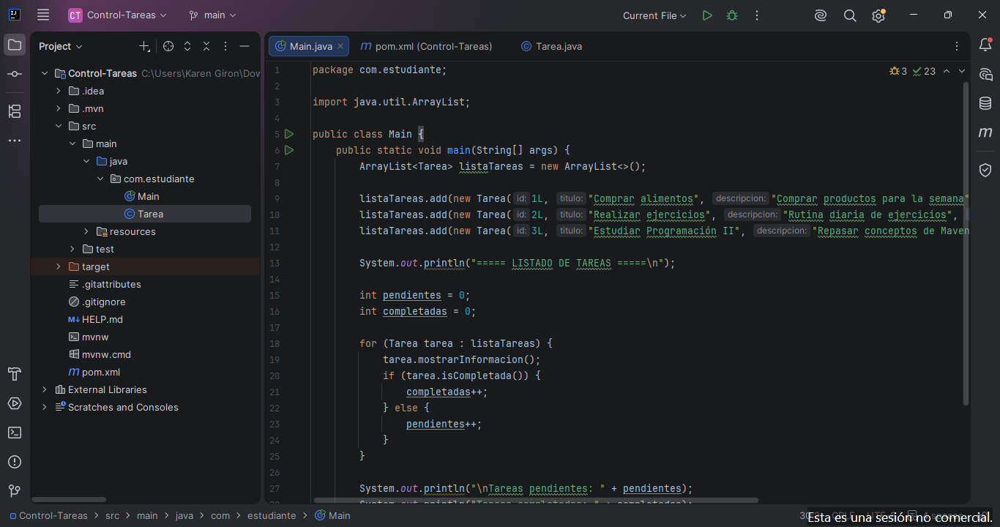 CT Control-Tareas main Current File
Project
Main.java pom.xml (Control-Tareas) Tarea.java
Control-Tareas C:\Users\Karen Giron\Dov
.idea
.mvn
src
main
java
com.estudiante
Main
Tarea
resources
test
target
.gitattributes
.gitignore
HELP.md
mvnw
mvnw.cmd
pom.xml
External Libraries
Scratches and Consoles
3 23
1 package com.estudiante;
2
3 import java.util.ArrayList;
4
5 public class Main {
6 public static void main(String[] args) {
7 ArrayList<Tarea> listaTareas = new ArrayList<>();
8
9 listaTareas.add(new Tarea( id: 1L, titulo: "Comprar alimentos", descripcion: "Comprar productos para la semana"
10 listaTareas.add(new Tarea( id: 2L, titulo: "Realizar ejercicios", descripcion: "Rutina diaria de ejercicios",
11 listaTareas.add(new Tarea( id: 3L, titulo: "Estudiar Programación II", descripcion: "Repasar conceptos de Maven
12
13 System.out.println("===== LISTADO DE TAREAS =====\n");
14
15 int pendientes = 0;
16 int completadas = 0;
17
18 for (Tarea tarea : listaTareas) {
19 tarea.mostrarInformacion();
20 if (tarea.isCompletada()) {
21 completadas++;
22 } else {
23 pendientes++;
24 }
25 }
26
27 System.out.println("\nTareas pendientes: " + pendientes);
Control-Tareas > src > main > java > com > estudiante > Main
Esta es una sesión no comercial.